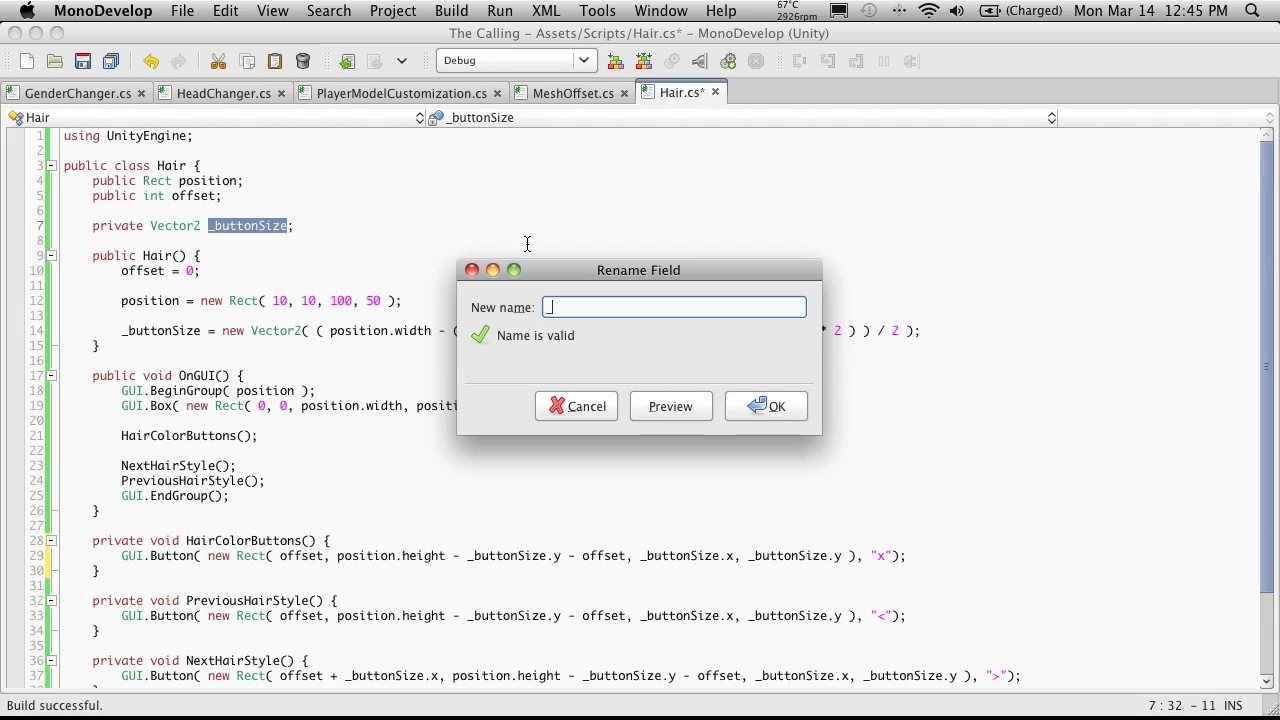 MonoDevelop File Edit View Search Project Build Run XML Tools Window Help 67°C 2926rpm (Charged) Mon Mar 14 12:45 PM
The Calling – Assets/Scripts/Hair.cs* – MonoDevelop (Unity)
Debug
GenderChanger.cs HeadChanger.cs PlayerModelCustomization.cs MeshOffset.cs Hair.cs*
Hair _buttonSize
1 using UnityEngine;
2
3 public class Hair {
4 public Rect position;
5 public int offset;
6
7 private Vector2 _buttonSize;
8
9 public Hair() {
10 offset = 0;
11
12 position = new Rect( 10, 10, 100, 50 );
13
14 _buttonSize = new Vector2( ( position.width - ( * 2 ) ) / 2 );
15 }
16
17 public void OnGUI() {
18 GUI.BeginGroup( position );
19 GUI.Box( new Rect( 0, 0, position.width, positi
20
21 HairColorButtons();
22
23 NextHairStyle();
24 PreviousHairStyle();
25 GUI.EndGroup();
26 }
27
28 private void HairColorButtons() {
29 GUI.Button( new Rect( offset, position.height - _buttonSize.y - offset, _buttonSize.x, _buttonSize.y ), "x");
30 }
31
32 private void PreviousHairStyle() {
33 GUI.Button( new Rect( offset, position.height - _buttonSize.y - offset, _buttonSize.x, _buttonSize.y ), "<");
34 }
35
36 private void NextHairStyle() {
37 GUI.Button( new Rect( offset + _buttonSize.x, position.height - _buttonSize.y - offset, _buttonSize.x, _buttonSize.y ), ">");
Rename Field
New name: _
Name is valid
Cancel Preview OK
Build successful. 7 : 32 - 11 INS